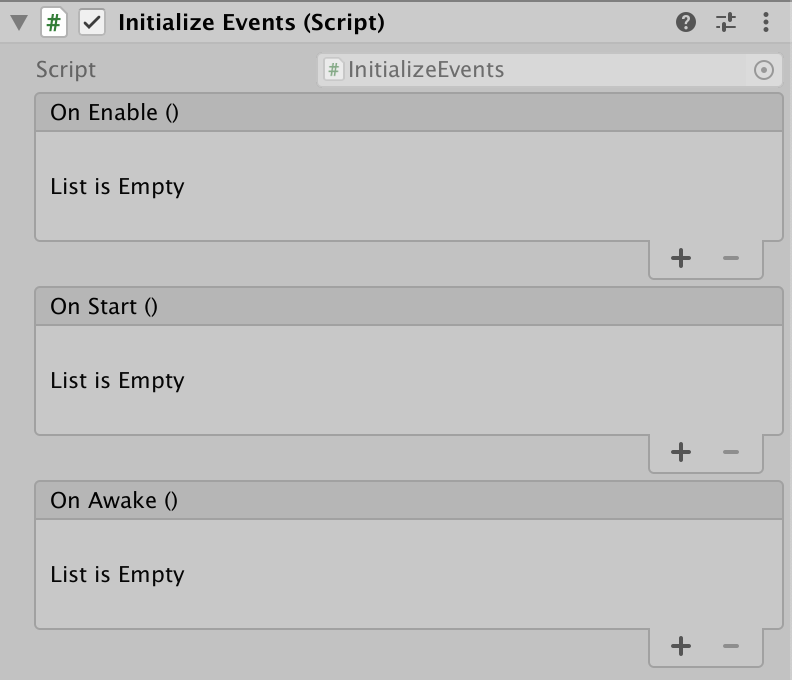 # Initialize Events (Script)
Script # InitializeEvents
On Enable ()
List is Empty
+ −
On Start ()
List is Empty
+ −
On Awake ()
List is Empty
+ −